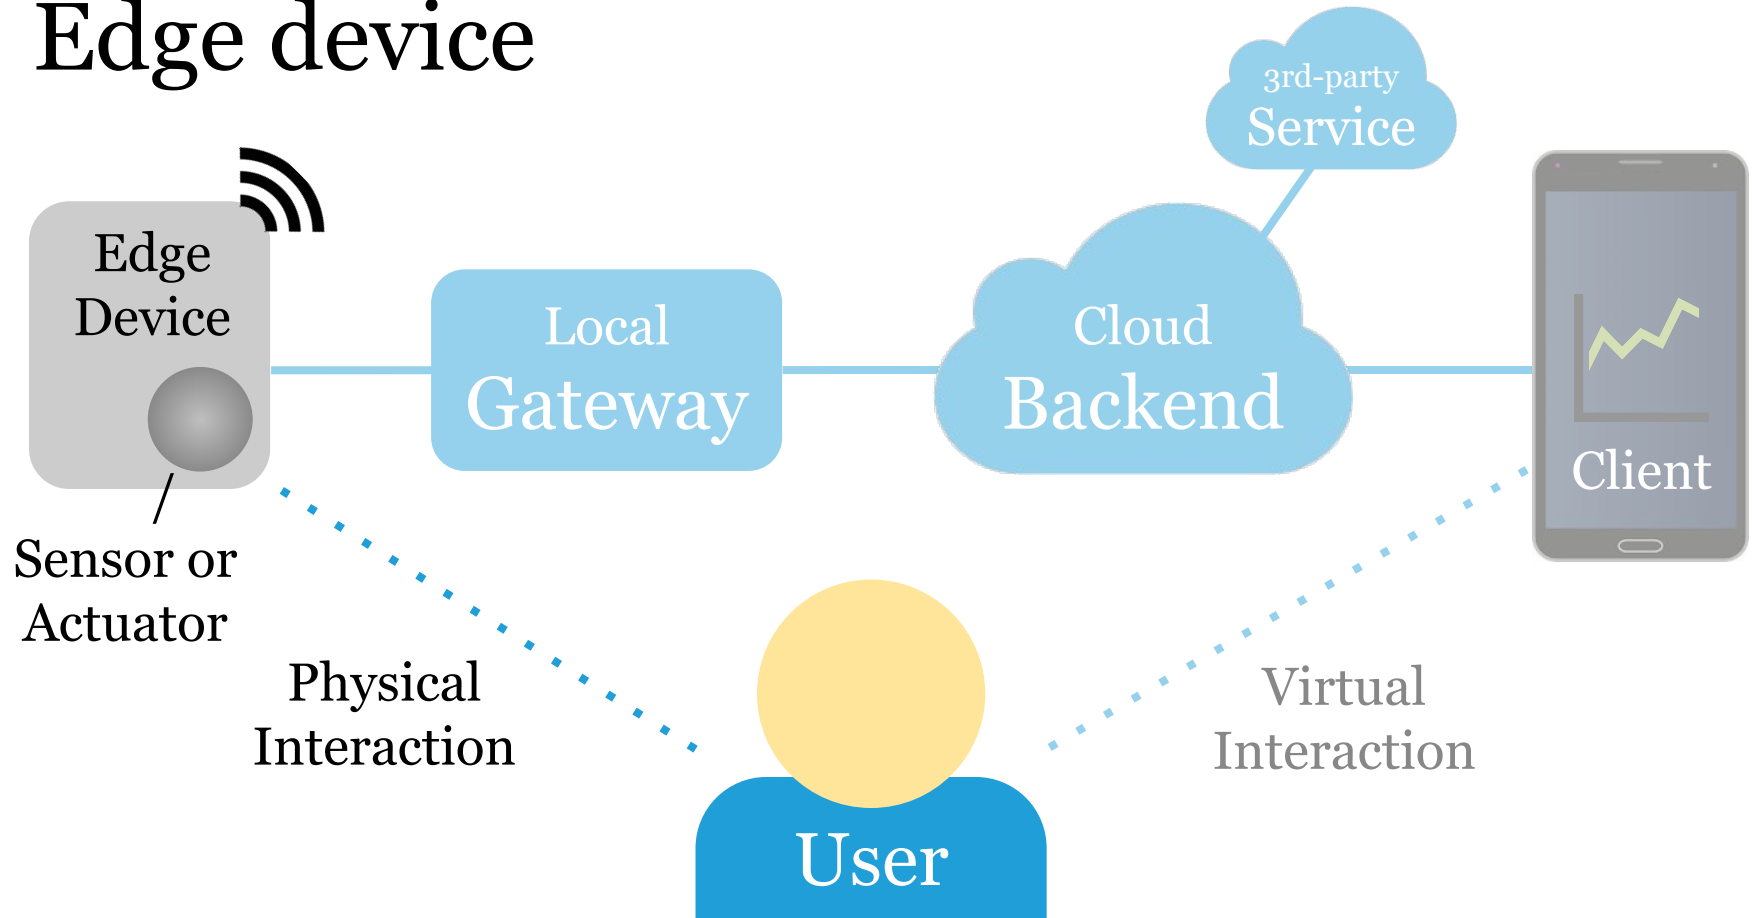 Edge device
3rd-party
Service
Edge
Device
Local
Gateway
Cloud
Backend
Client
Sensor or
Actuator
Physical
Interaction
Virtual
Interaction
User